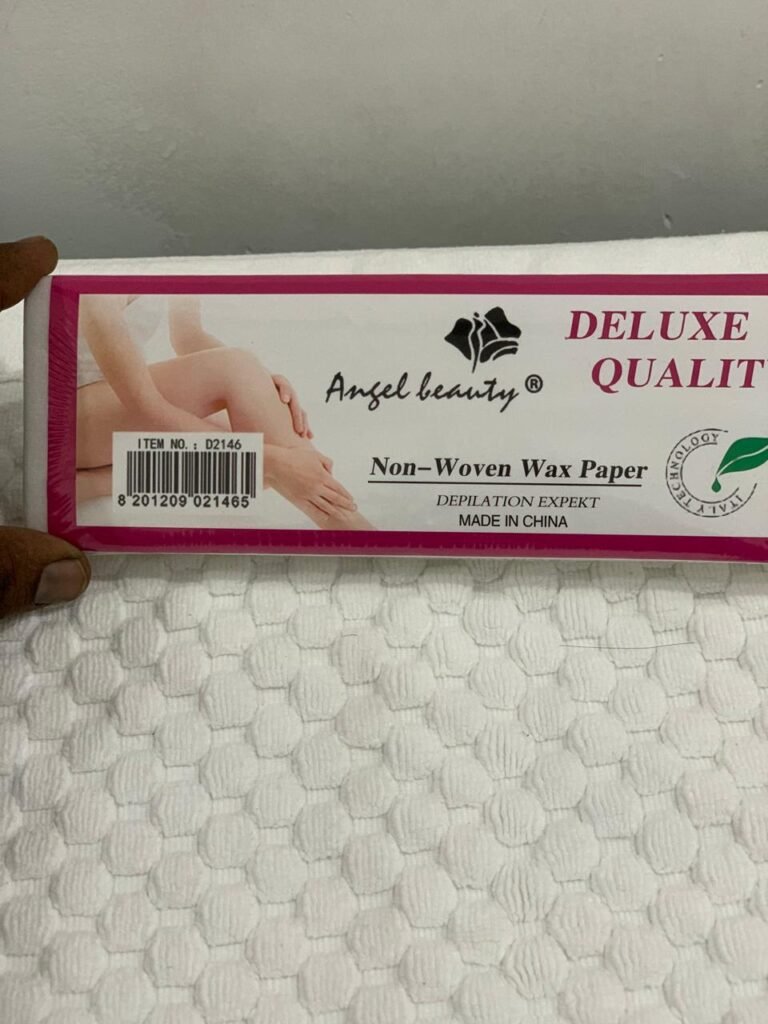 DELUXE
QUALIT
Angel beauty ®
ITEM NO.: D2146
8 201209 021465
Non-Woven Wax Paper
DEPILATION EXPEKT
MADE IN CHINA
ITALY TECHNOLOGY